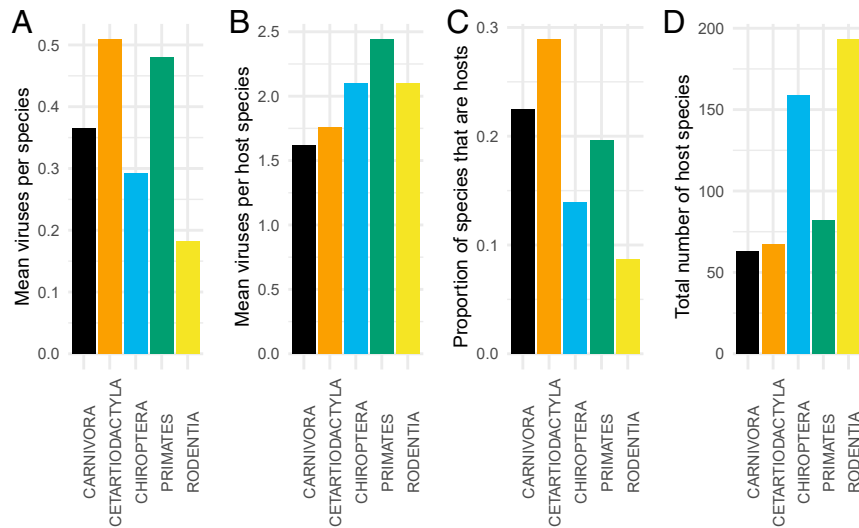 A
Mean viruses per species
0.5
0.4
0.3
0.2
0.1
0.0
CARNIVORA
CETARTIODACTYLA
CHIROPTERA
PRIMATES
RODENTIA
B
Mean viruses per host species
2.5
2.0
1.5
1.0
0.5
0.0
CARNIVORA
CETARTIODACTYLA
CHIROPTERA
PRIMATES
RODENTIA
C
Proportion of species that are hosts
0.3
0.2
0.1
0.0
CARNIVORA
CETARTIODACTYLA
CHIROPTERA
PRIMATES
RODENTIA
D
Total number of host species
200
150
100
50
0
CARNIVORA
CETARTIODACTYLA
CHIROPTERA
PRIMATES
RODENTIA